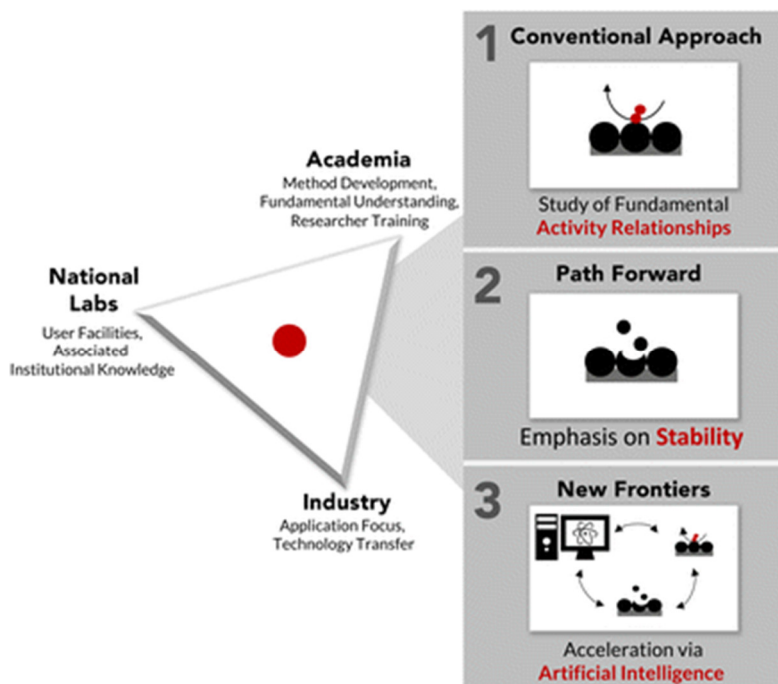 Academia
Method Development,
Fundamental Understanding,
Researcher Training
National
Labs
User Facilities,
Associated
Institutional Knowledge
Industry
Application Focus,
Technology Transfer
1
Conventional Approach
Study of Fundamental
Activity Relationships
2
Path Forward
Emphasis on Stability
3
New Frontiers
Acceleration via
Artificial Intelligence